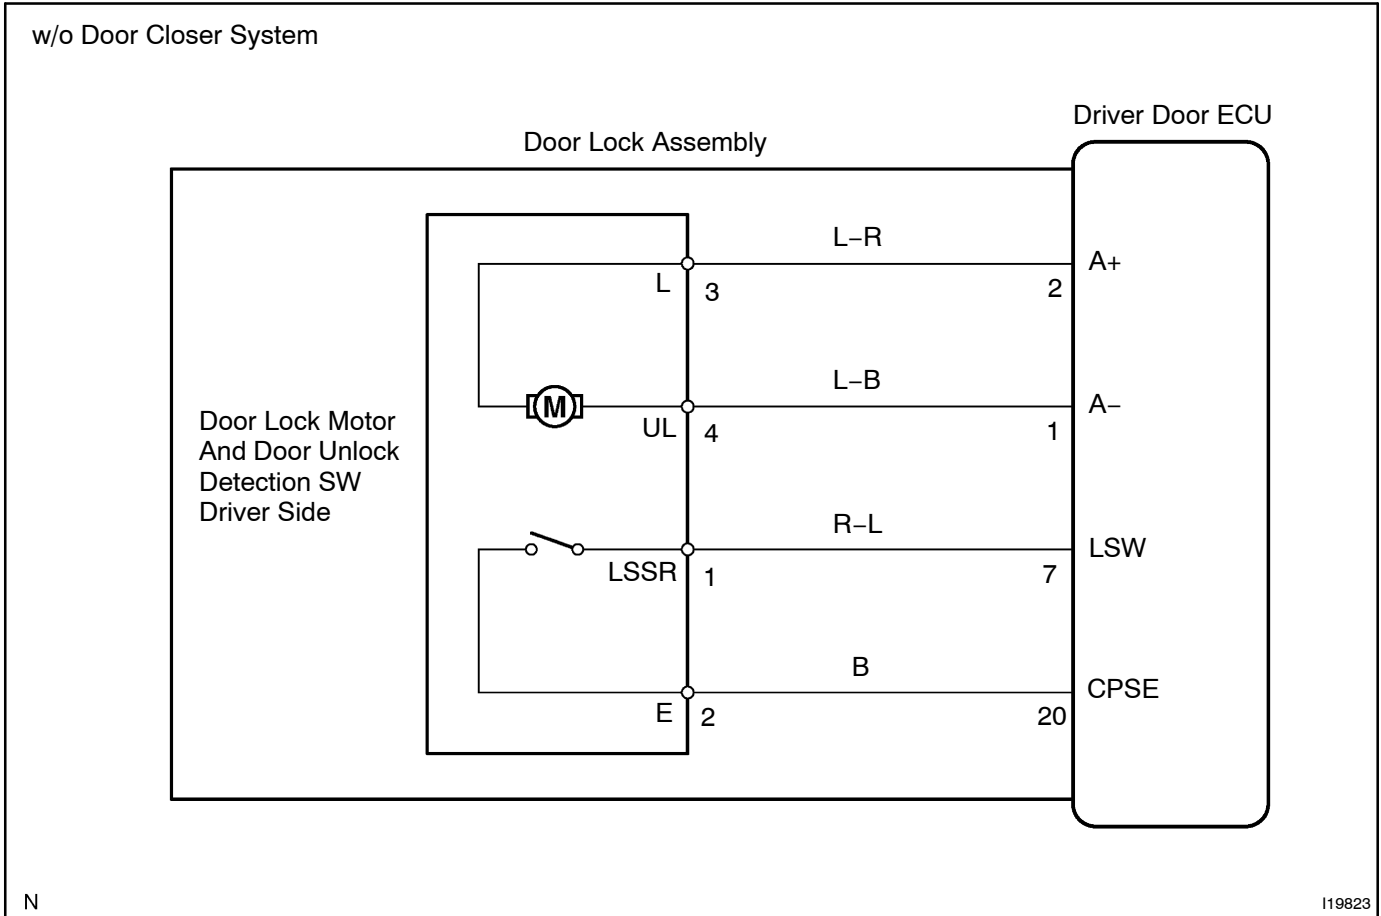 w/o Door Closer System
Driver Door ECU
Door Lock Assembly
L−R
A+
L
3
2
L−B
A−
UL
4
1
Door Lock Motor
And Door Unlock
Detection SW
Driver Side
M
R−L
LSW
LSSR
1
7
B
CPSE
E
2
20
N
I19823